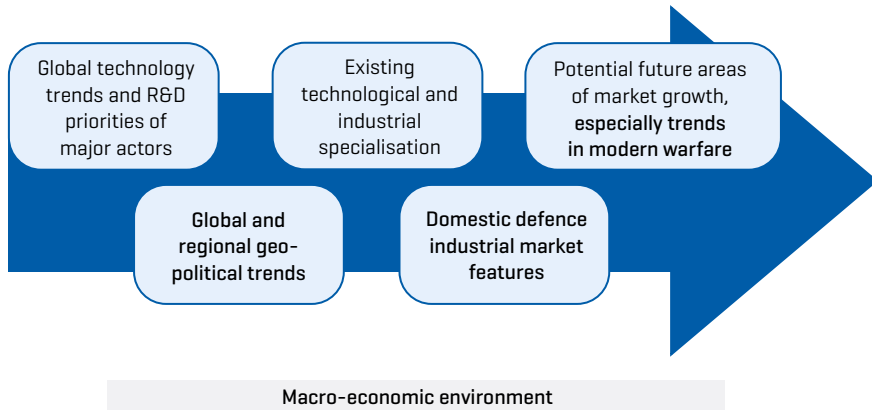 Global technology
trends and R&D
priorities of
major actors
Existing
technological and
industrial
specialisation
Potential future areas
of market growth,
especially trends
in modern warfare
Global and
regional geo-
political trends
Domestic defence
industrial market
features
Macro-economic environment